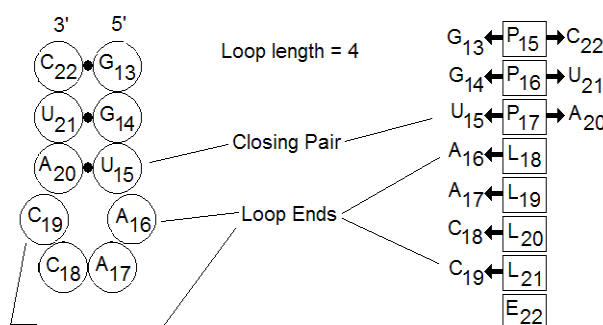 3' 5'
Loop length = 4
C22 G13
U21 G14
A20 U15
C19 A16
C18 A17
Closing Pair
Loop Ends
G13 P15 C22
G14 P16 U21
U15 P17 A20
A16 L18
A17 L19
C18 L20
C19 L21
E22